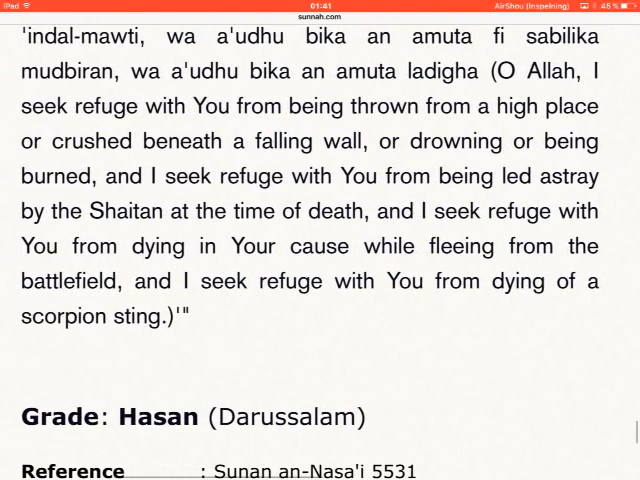 iPad 01:41 AirShou (Inspelning) 45 %
sunnah.com
'indal-mawti, wa a'udhu bika an amuta fi sabilika
mudbiran, wa a'udhu bika an amuta ladigha (O Allah, I
seek refuge with You from being thrown from a high place
or crushed beneath a falling wall, or drowning or being
burned, and I seek refuge with You from being led astray
by the Shaitan at the time of death, and I seek refuge with
You from dying in Your cause while fleeing from the
battlefield, and I seek refuge with You from dying of a
scorpion sting.)'"
Grade: Hasan (Darussalam)
Reference : Sunan an-Nasa'i 5531